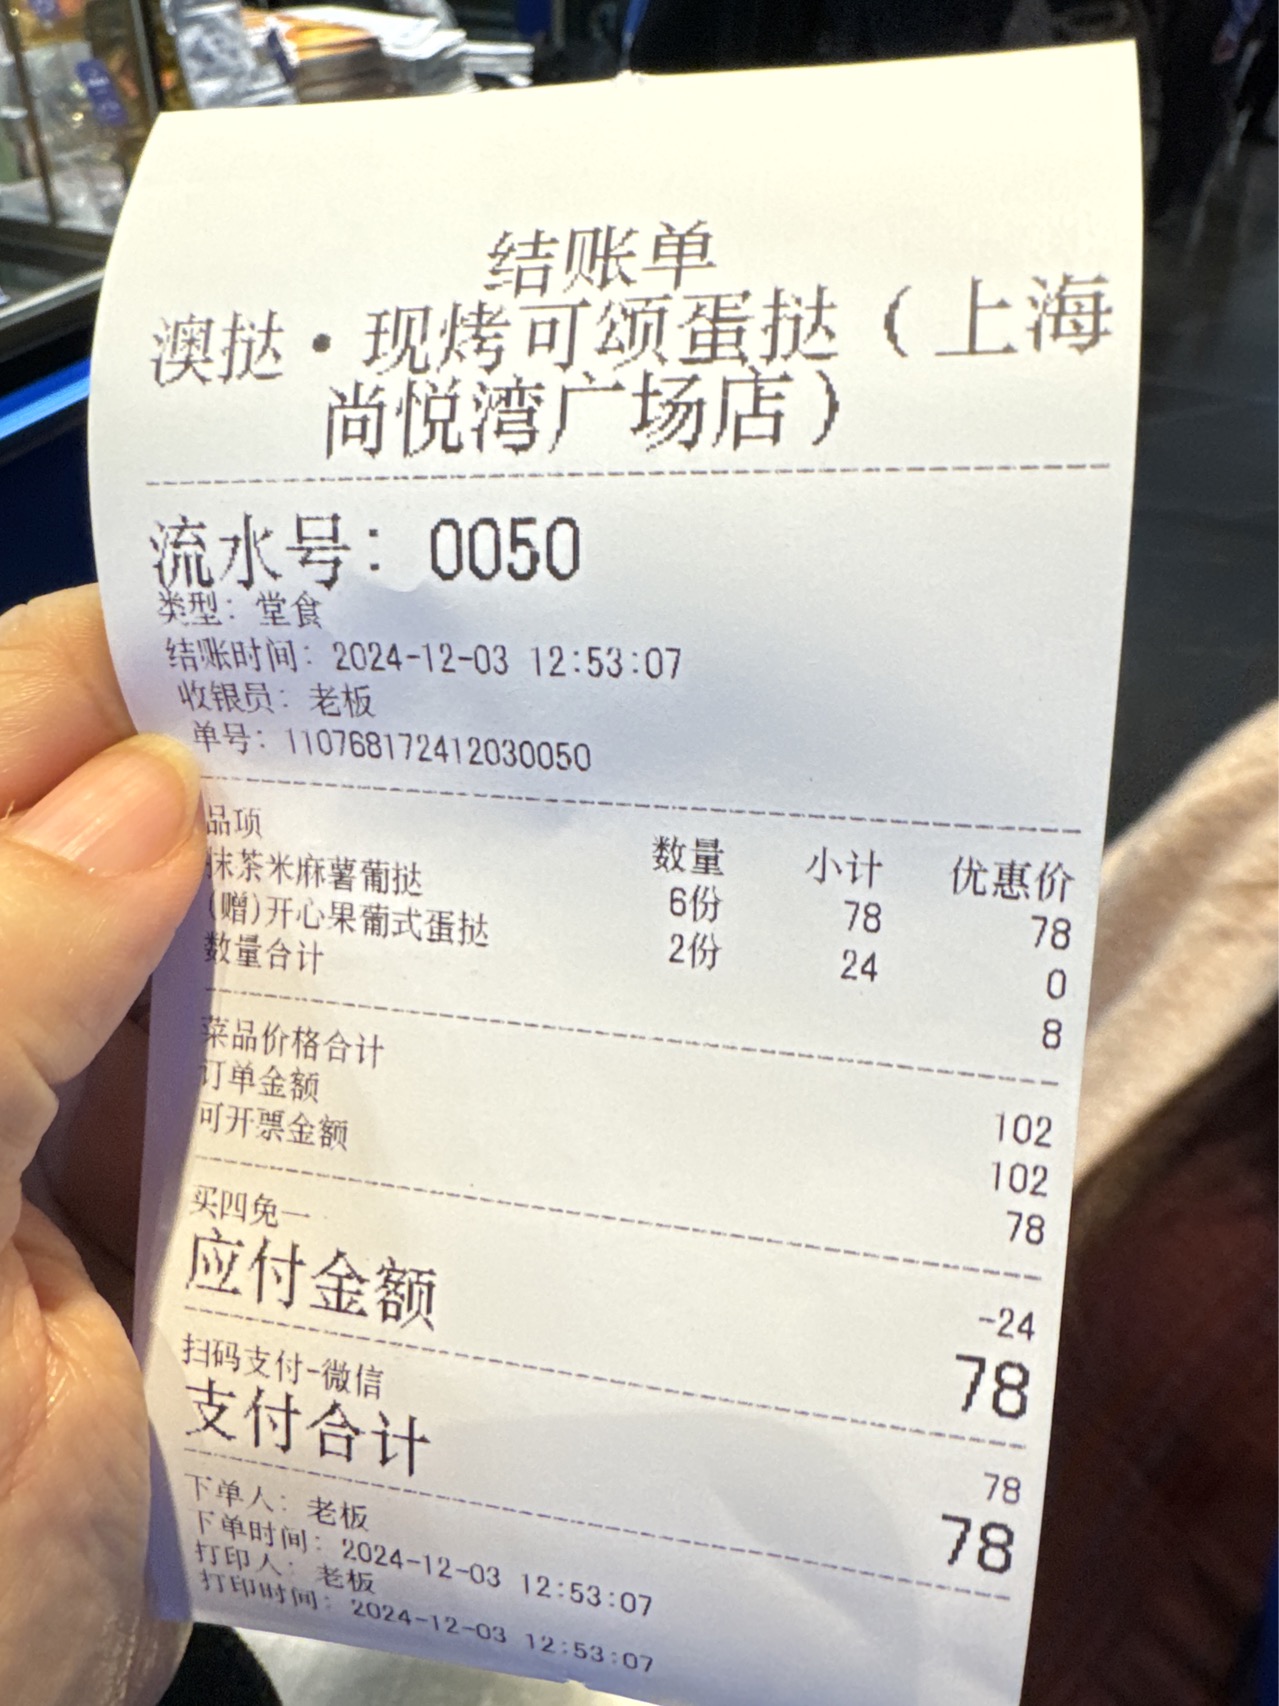 结账单
澳挞·现烤可颂蛋挞（上海
尚悦湾广场店）
流水号：0050
类型：堂食
结账时间：2024-12-03 12:53:07
收银员：老板
单号：110768172412030050
品项 数量 小计 优惠价
抹茶米麻薯葡挞 6份 78 78
(赠)开心果葡式蛋挞 2份 24 0
数量合计 8
菜品价格合计 102
订单金额 102
可开票金额 78
买四免一 -24
应付金额 78
扫码支付-微信 78
支付合计 78
下单人：老板
下单时间：2024-12-03 12:53:07
打印人：老板
打印时间：2024-12-03 12:53:07